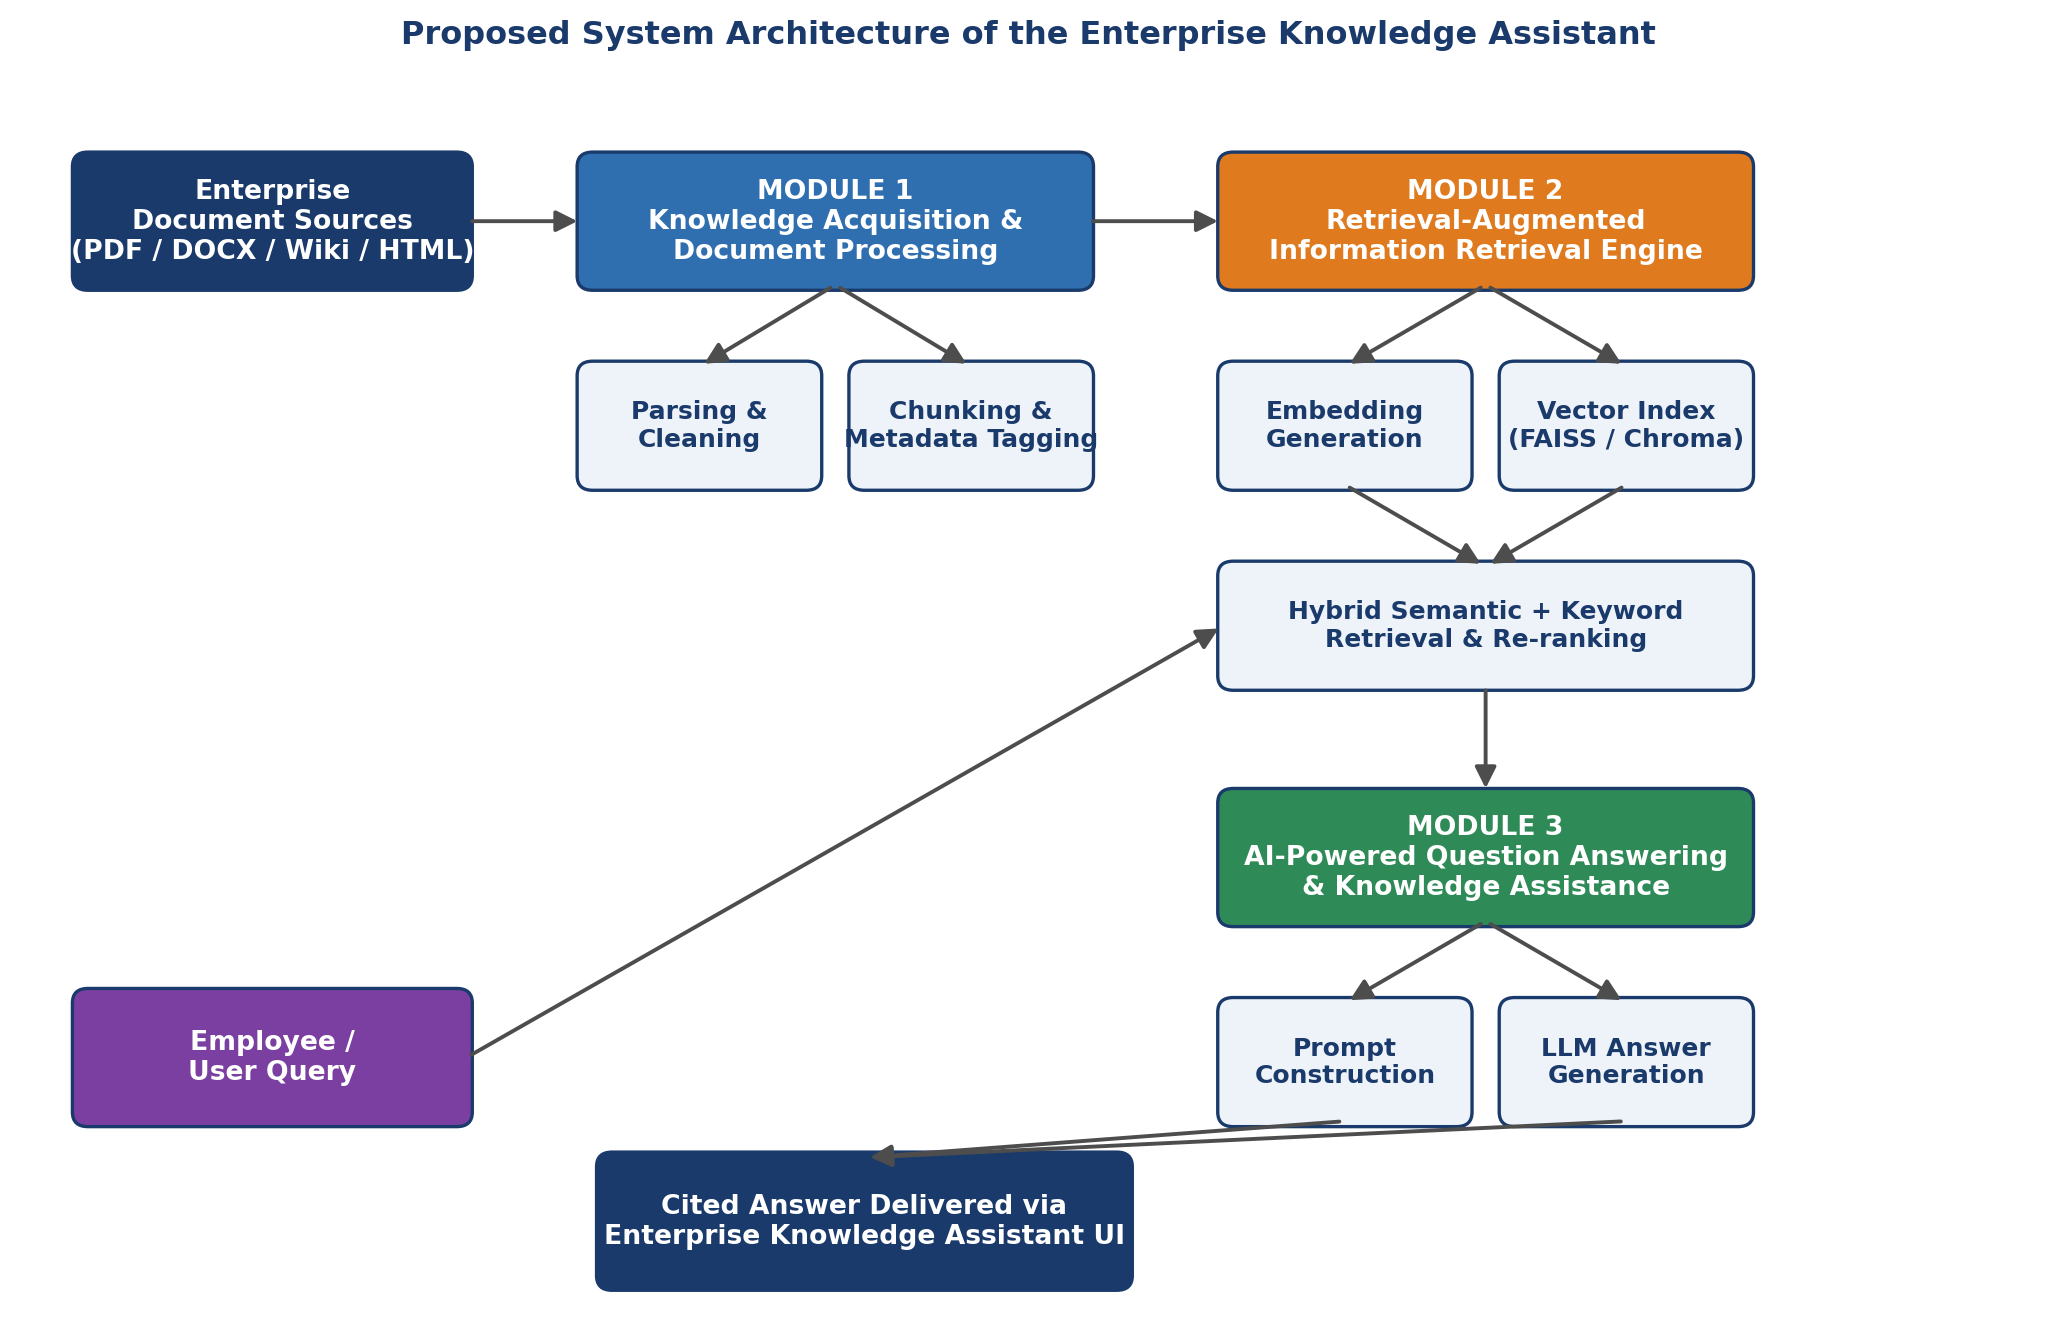 Proposed System Architecture of the Enterprise Knowledge Assistant
Enterprise
Document Sources
(PDF / DOCX / Wiki / HTML)
MODULE 1
Knowledge Acquisition &
Document Processing
MODULE 2
Retrieval-Augmented
Information Retrieval Engine
Parsing &
Cleaning
Chunking &
Metadata Tagging
Embedding
Generation
Vector Index
(FAISS / Chroma)
Hybrid Semantic + Keyword
Retrieval & Re-ranking
MODULE 3
AI-Powered Question Answering
& Knowledge Assistance
Employee /
User Query
Prompt
Construction
LLM Answer
Generation
Cited Answer Delivered via
Enterprise Knowledge Assistant UI